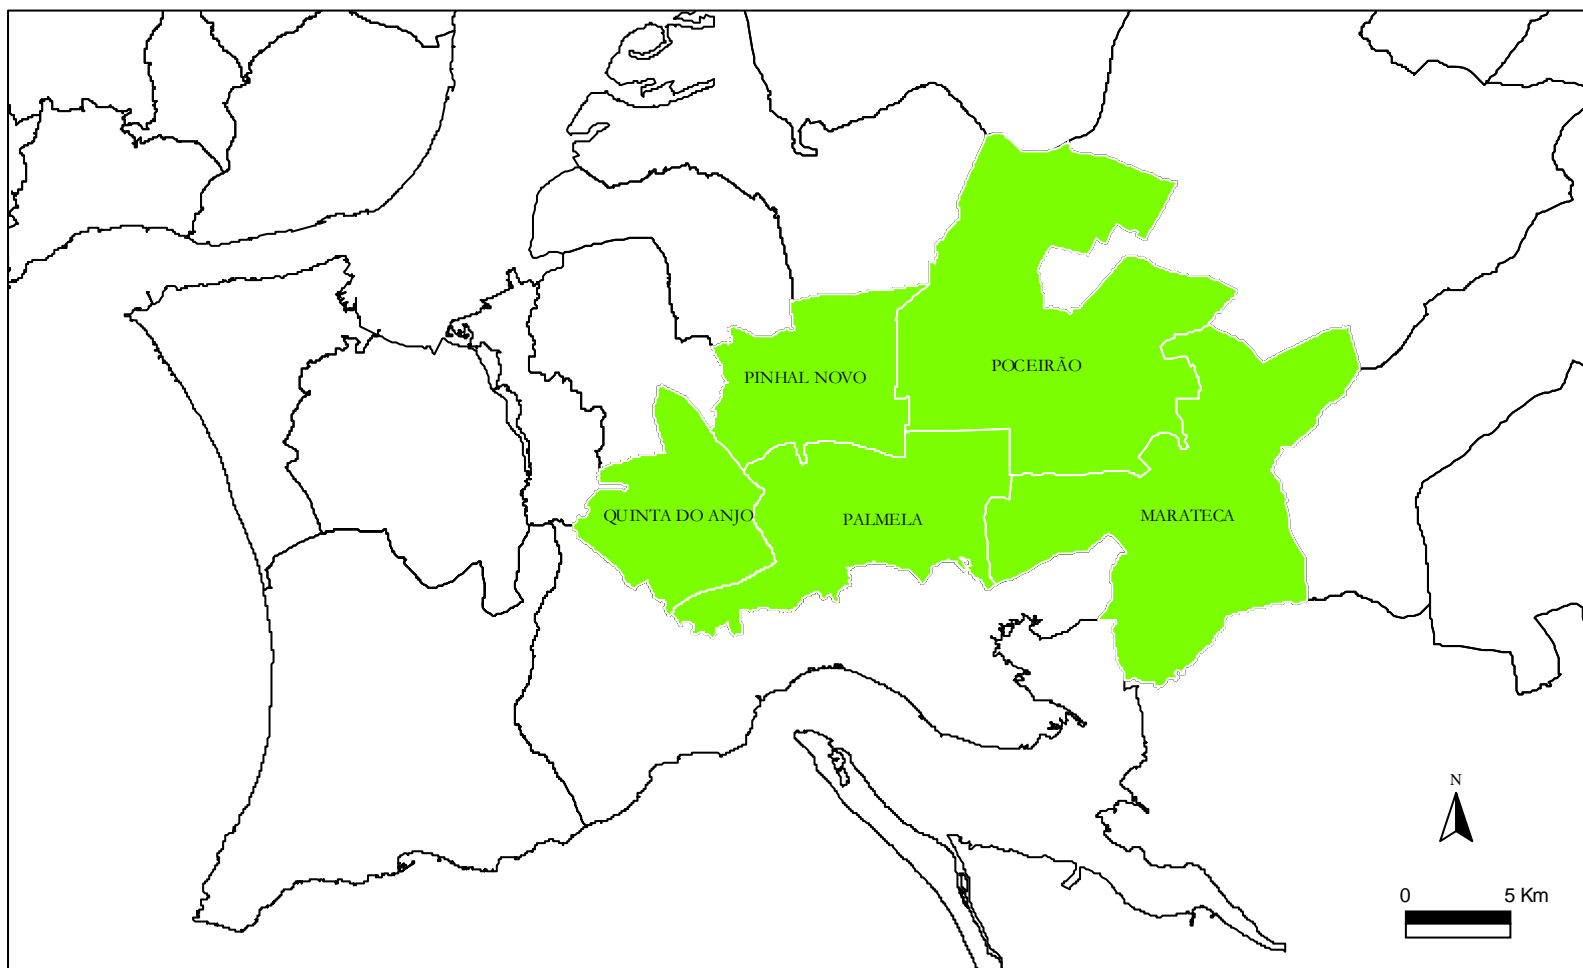 POCEIRÃO
PINHAL NOVO
QUINTA DO ANJO
PALMELA
MARATECA
N
0 5 Km